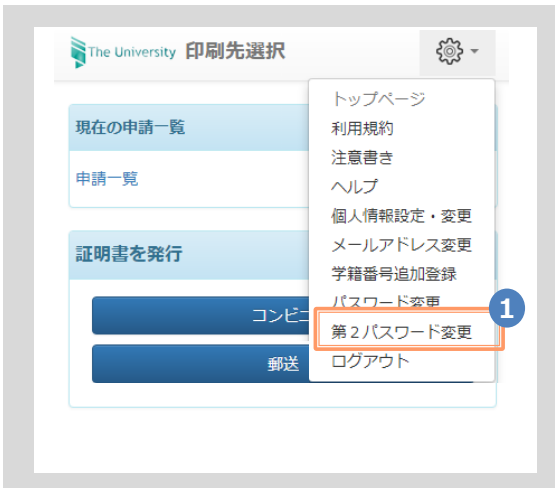 The University 印刷先選択
現在の申請一覧
申請一覧
証明書を発行
コンビニ
郵送
トップページ
利用規約
注意書き
ヘルプ
個人情報設定・変更
メールアドレス変更
学籍番号追加登録
パスワード変更
第２パスワード変更
ログアウト
1